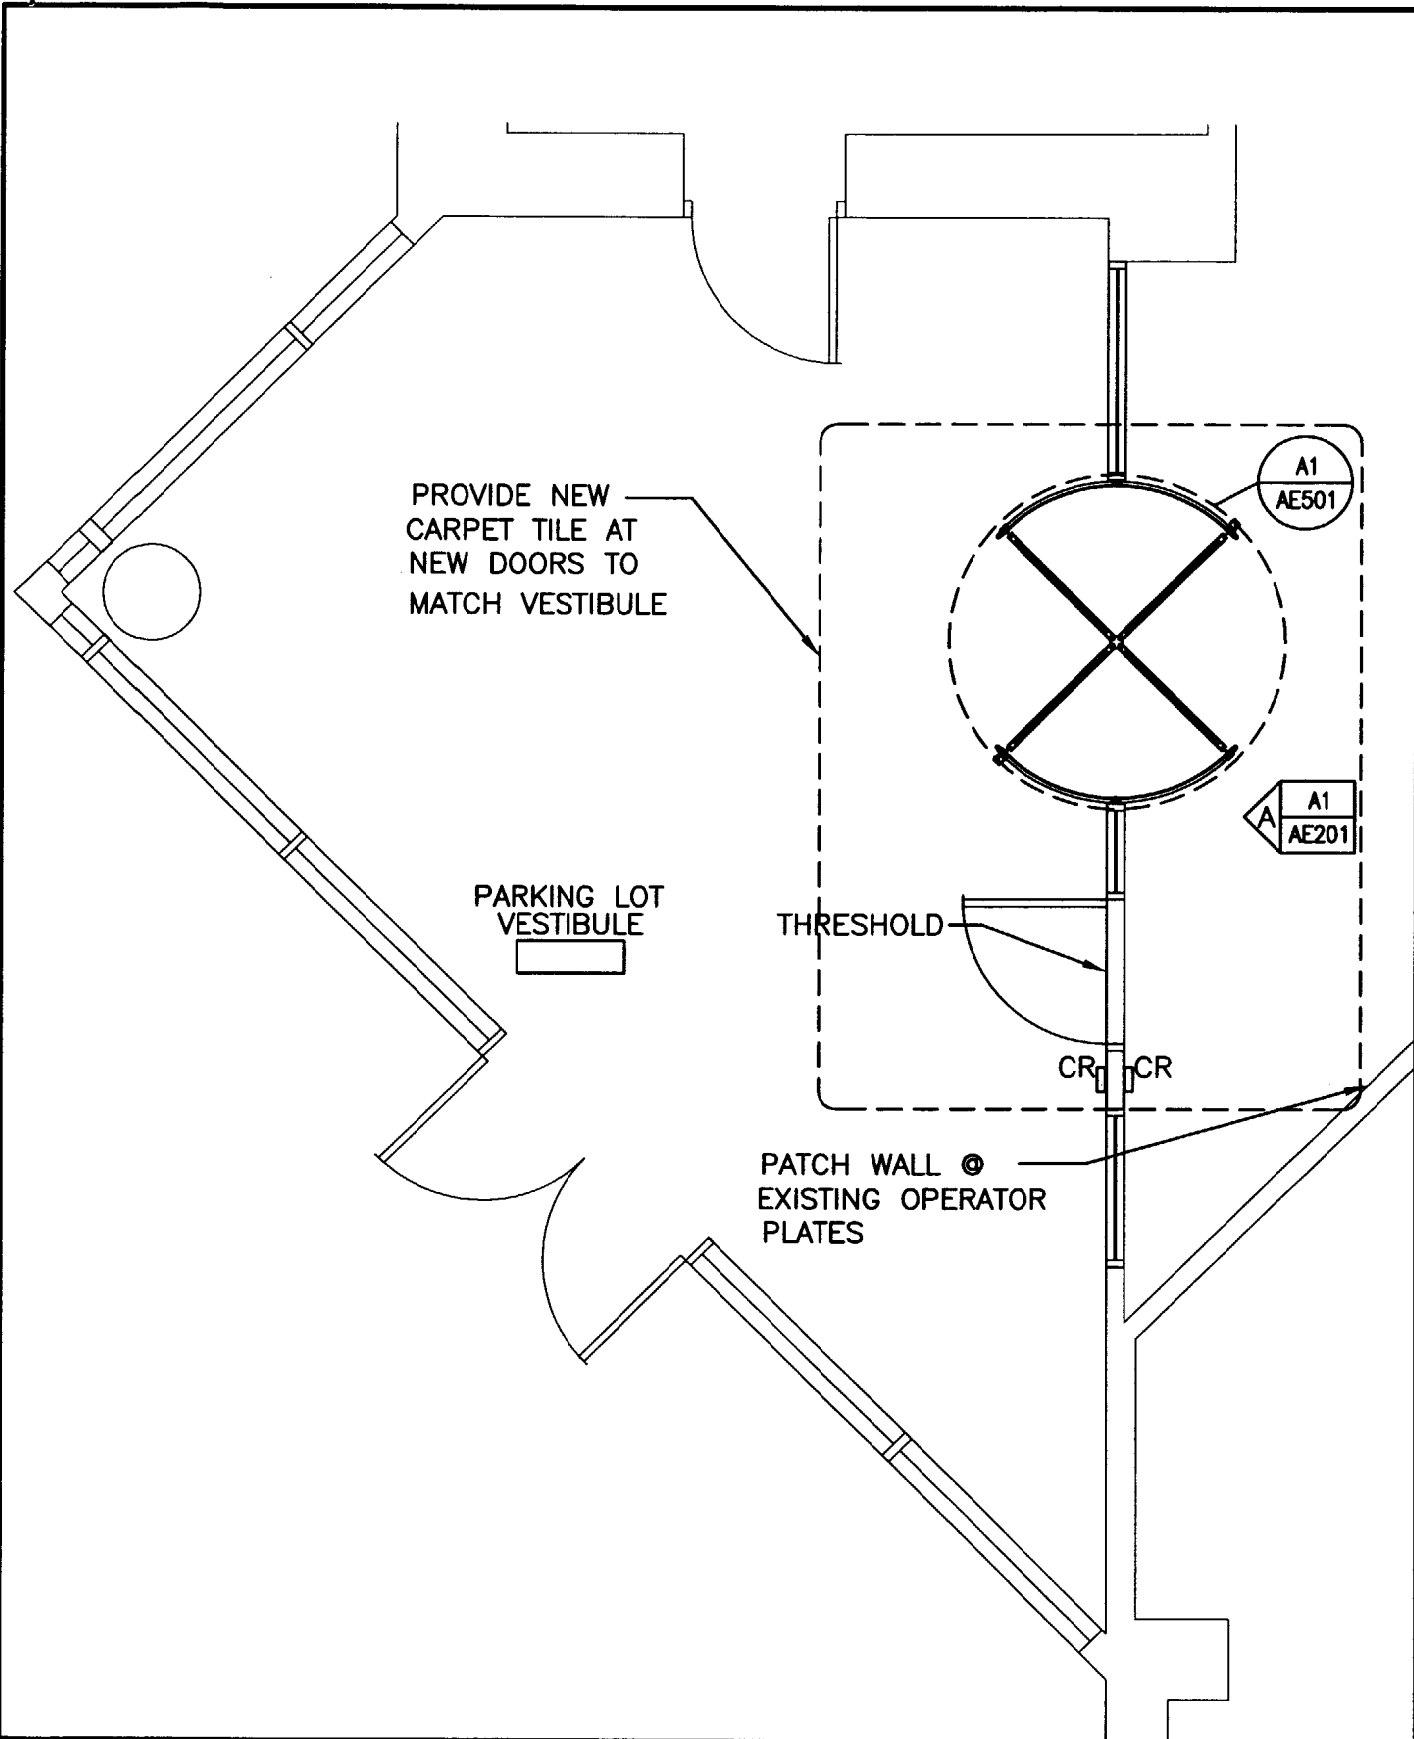 PROVIDE NEW
CARPET TILE AT
NEW DOORS TO
MATCH VESTIBULE
A1
AE501
A
A1
AE201
PARKING LOT
VESTIBULE
THRESHOLD
CR
CR
PATCH WALL @
EXISTING OPERATOR
PLATES